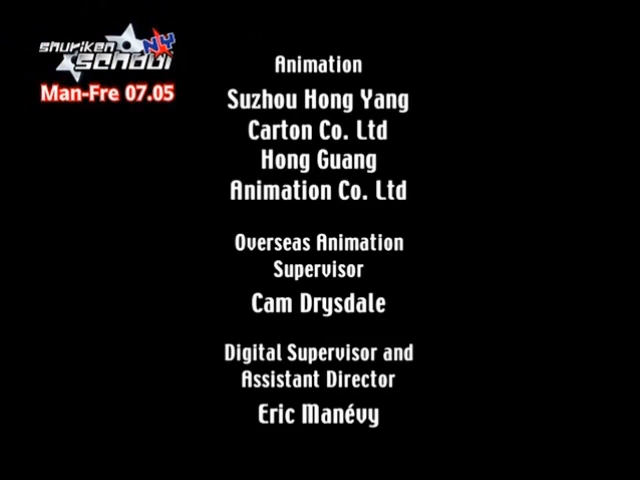 shuriken
school
NY
Man-Fre 07.05
Animation
Suzhou Hong Yang
Carton Co. Ltd
Hong Guang
Animation Co. Ltd
Overseas Animation
Supervisor
Cam Drysdale
Digital Supervisor and
Assistant Director
Eric Manévy